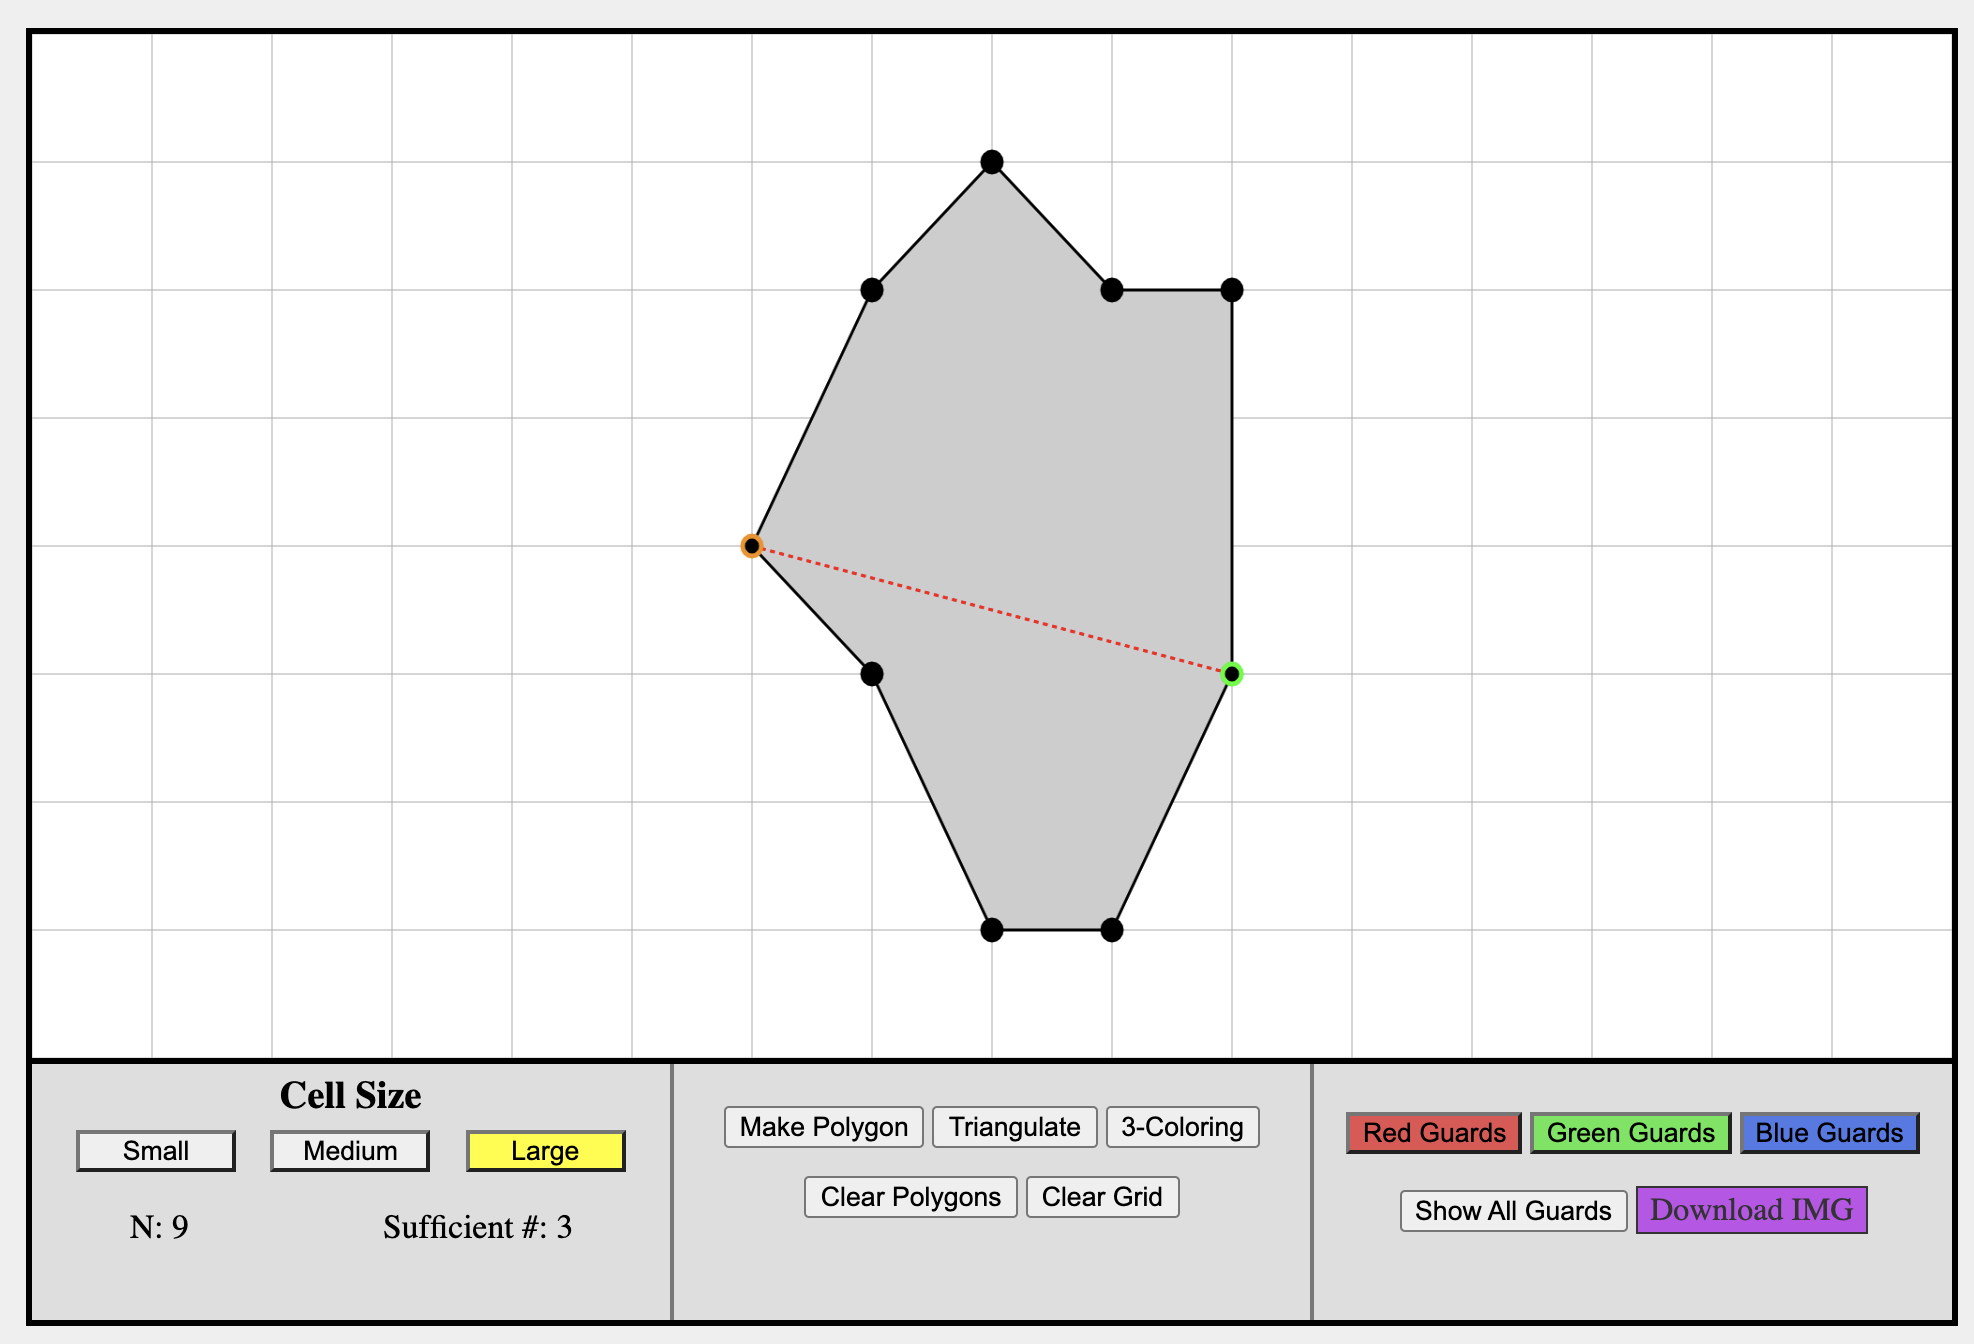 Cell Size
Small Medium Large
N: 9 Sufficient #: 3
Make Polygon Triangulate 3-Coloring
Clear Polygons Clear Grid
Red Guards Green Guards Blue Guards
Show All Guards Download IMG